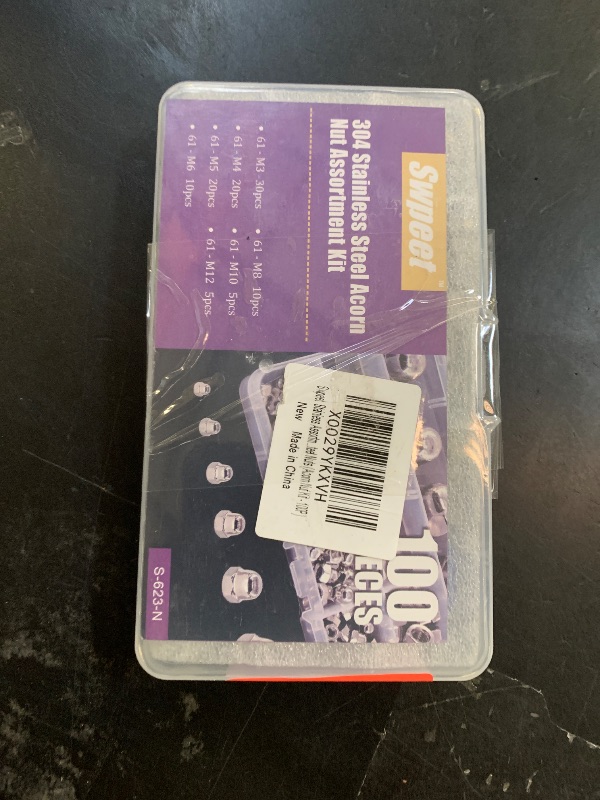 Swpeet
304 Stainless Steel Acorn
Nut Assortment Kit
• 61 - M3 30pcs
• 61 - M4 20pcs
• 61 - M5 20pcs
• 61 - M6 10pcs
• 61 - M8 10pcs
• 61 - M10 5pcs
• 61 - M12 5pcs
100
ECES
X0029YKXVH
New Made in China
S-623-N